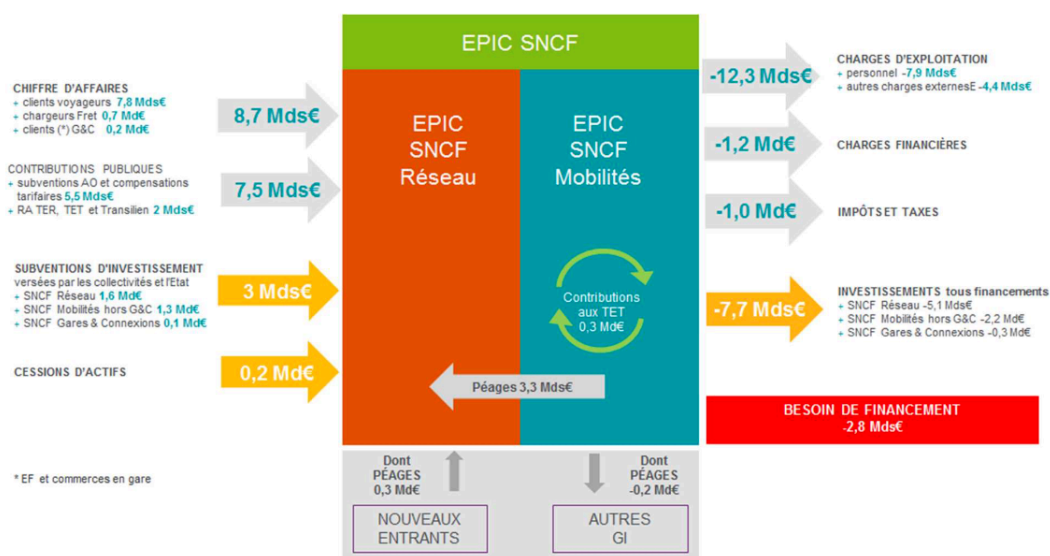 EPIC SNCF
CHIFFRE D'AFFAIRES
+ clients voyageurs 7,8 Mds€
+ chargeurs Fret 0,7 Md€
+ clients (*) G&C 0,2 Md€
8,7 Mds€
CONTRIBUTIONS PUBLIQUES
+ subventions AO et compensations
tarifaires 5,5 Mds€
+ RA TER, TET et Transilien 2 Mds€
7,5 Mds€
SUBVENTIONS D'INVESTISSEMENT
versées par les collectivités et l'Etat
+ SNCF Réseau 1,6 Md€
+ SNCF Mobilités hors G&C 1,3 Md€
+ SNCF Gares & Connexions 0,1 Md€
3 Mds€
CESSIONS D'ACTIFS
0,2 Md€
* EF et commerces en gare
EPIC
SNCF
Réseau
EPIC
SNCF
Mobilités
Contributions
aux TET
0,3 Md€
Péages 3,3 Mds€
Dont
PÉAGES
0,3 Md€
NOUVEAUX
ENTRANTS
Dont
PÉAGES
-0,2 Md€
AUTRES
GI
-12,3 Mds€
CHARGES D'EXPLOITATION
+ personnel -7,9 Mds€
+ autres charges externesE -4,4 Mds€
-1,2 Md€
CHARGES FINANCIÈRES
-1,0 Md€
IMPÔTS ET TAXES
-7,7 Mds€
INVESTISSEMENTS tous financements
+ SNCF Réseau -5,1 Mds€
+ SNCF Mobilités hors G&C -2,2 Md€
+ SNCF Gares & Connexions -0,3 Md€
BESOIN DE FINANCEMENT
-2,8 Mds€